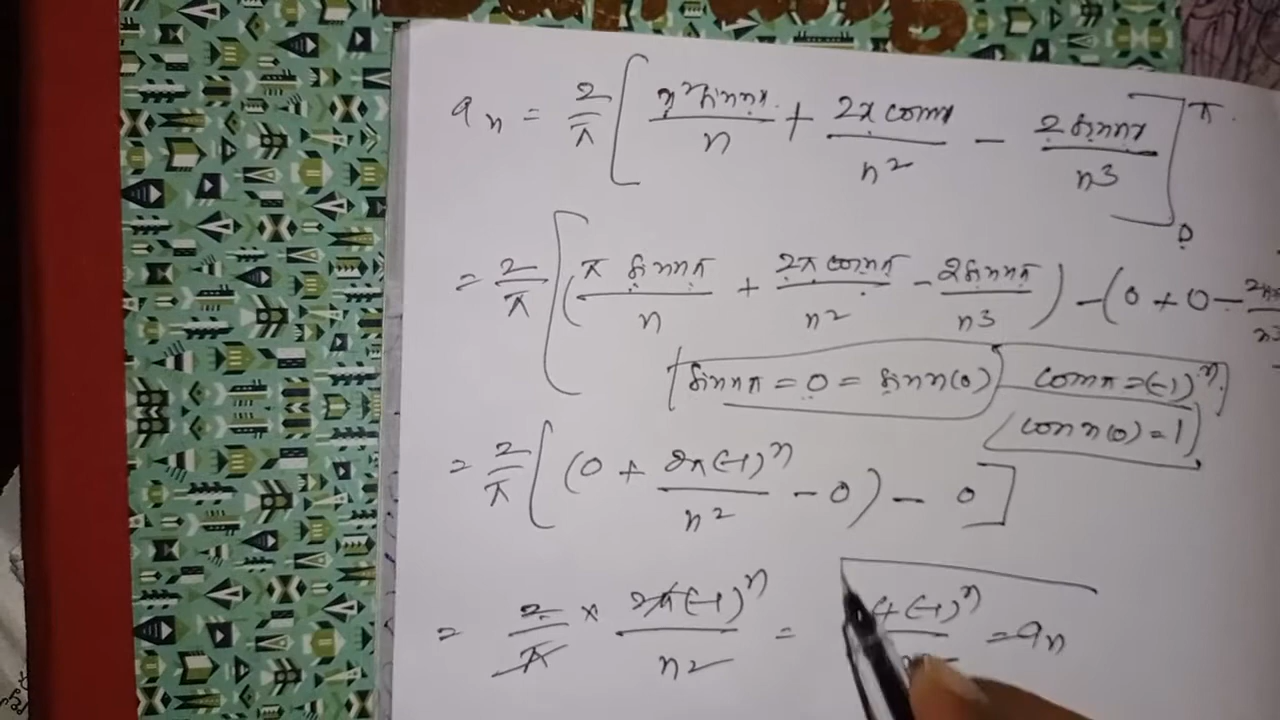 aₙ = 2/π [ x² sin nx / n + 2x cos nx / n² − 2 sin nx / n³ ]₀^π
= 2/π [ ( π sin nπ / n + 2π cos nπ / n² − 2 sin nπ / n³ ) − ( 0 + 0 −
sin nπ = 0 = sin n(0) cos nπ = (−1)ⁿ
cos n(0) = 1
= 2/π [ ( 0 + 2π(−1)ⁿ / n² − 0 ) − 0 ]
= 2/π × 2π(−1)ⁿ / n² = 4(−1)ⁿ / = aₙ